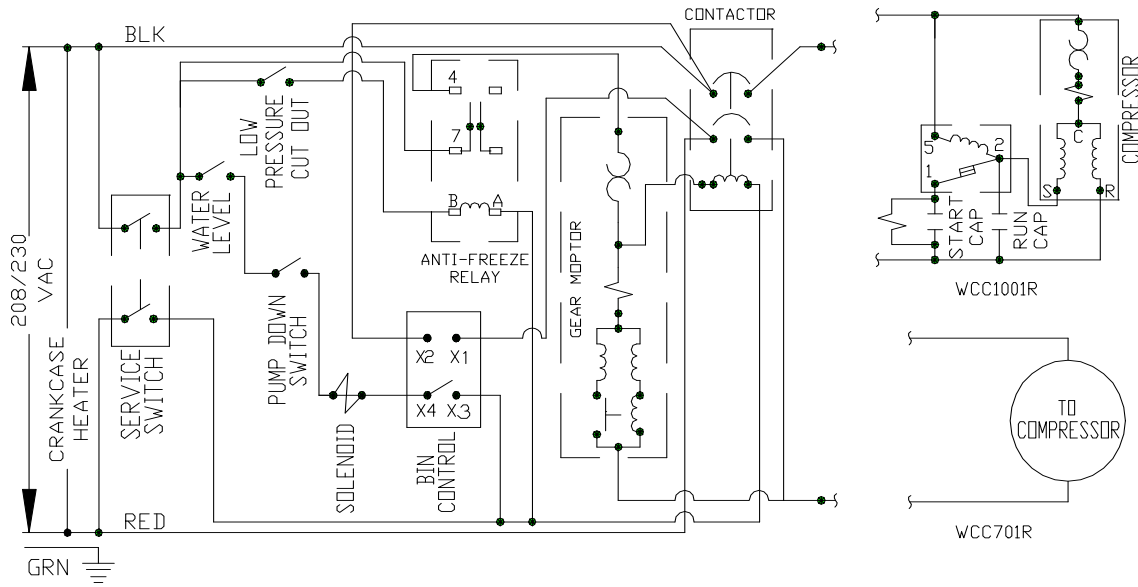 CONTACTOR
BLK
4
7
LOW
PRESSURE
CUT OUT
WATER
LEVEL
B A
ANTI-FREEZE
RELAY
208/230
VAC
CRANKCASE
HEATER
SERVICE
SWITCH
PUMP DOWN
SWITCH
SOLENOID
X2 X1
X4 X3
BIN
CONTROL
GEAR MOPTOR
RED
GRN
COMPRESSOR
C
S R
5 2
1
START
CAP
RUN
CAP
WCC1001R
TO
COMPRESSOR
WCC701R